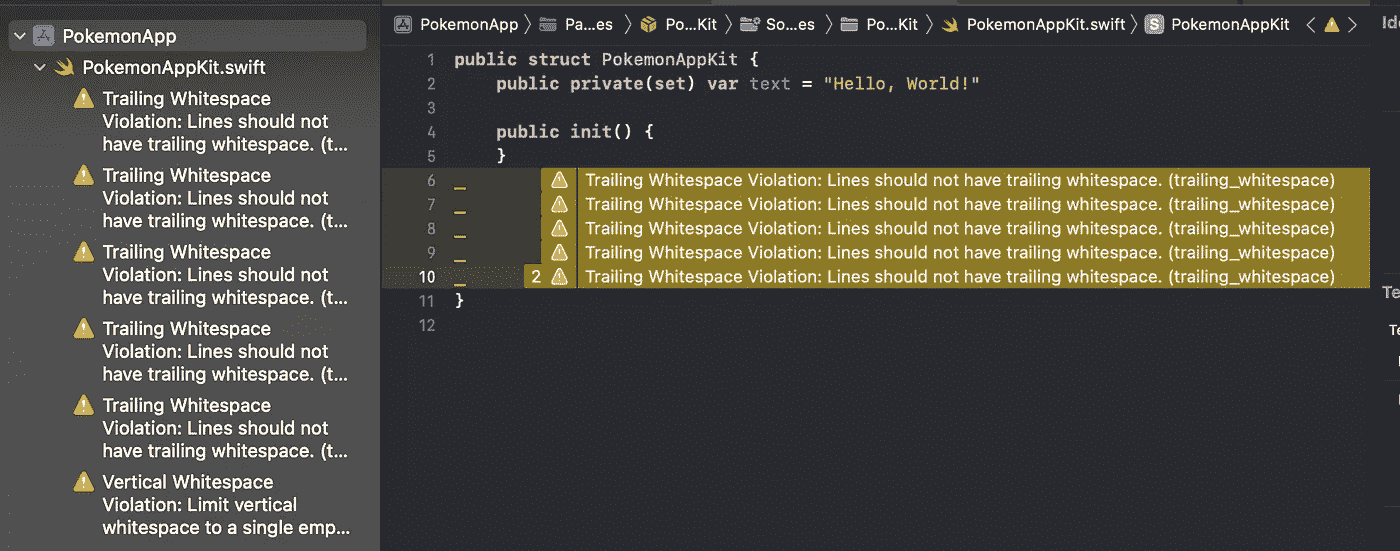 PokemonApp
PokemonAppKit.swift
Trailing Whitespace
Violation: Lines should not
have trailing whitespace. (t...
Trailing Whitespace
Violation: Lines should not
have trailing whitespace. (t...
Trailing Whitespace
Violation: Lines should not
have trailing whitespace. (t...
Trailing Whitespace
Violation: Lines should not
have trailing whitespace. (t...
Trailing Whitespace
Violation: Lines should not
have trailing whitespace. (t...
Vertical Whitespace
Violation: Limit vertical
whitespace to a single emp...
PokemonApp 〉 Pa...es 〉 Po...Kit 〉 So...es 〉 Po...Kit 〉 PokemonAppKit.swift 〉 S PokemonAppKit
1 public struct PokemonAppKit {
2 public private(set) var text = "Hello, World!"
3
4 public init() {
5 }
6 _ Trailing Whitespace Violation: Lines should not have trailing whitespace. (trailing_whitespace)
7 _ Trailing Whitespace Violation: Lines should not have trailing whitespace. (trailing_whitespace)
8 _ Trailing Whitespace Violation: Lines should not have trailing whitespace. (trailing_whitespace)
9 _ Trailing Whitespace Violation: Lines should not have trailing whitespace. (trailing_whitespace)
10 _ 2 Trailing Whitespace Violation: Lines should not have trailing whitespace. (trailing_whitespace)
11 }
12